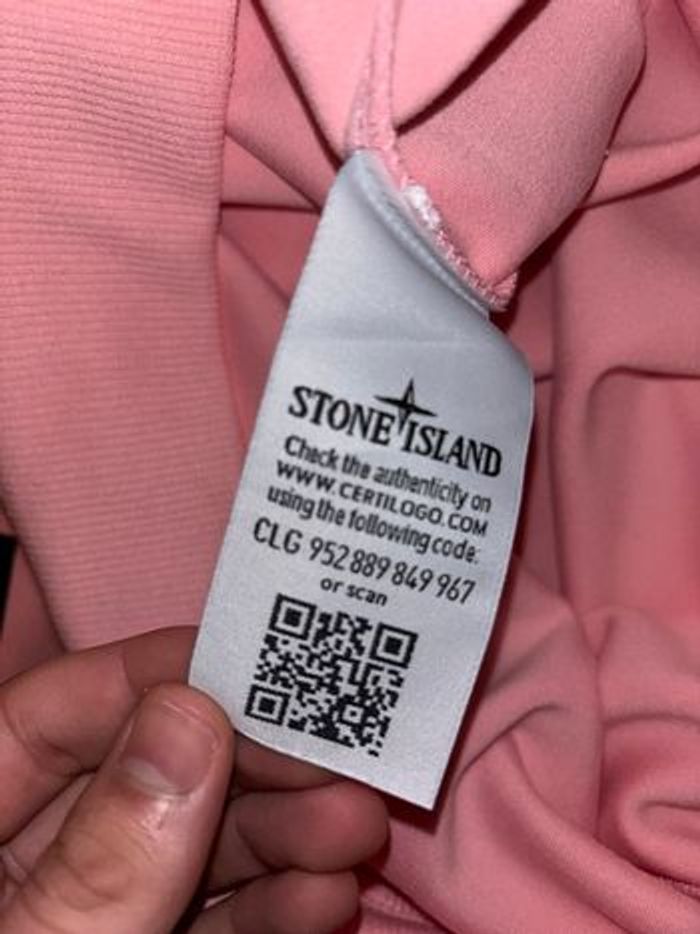 STONE ISLAND
Check the authenticity on
WWW.CERTILOGO.COM
using the following code:
CLG 952 889 849 967
or scan